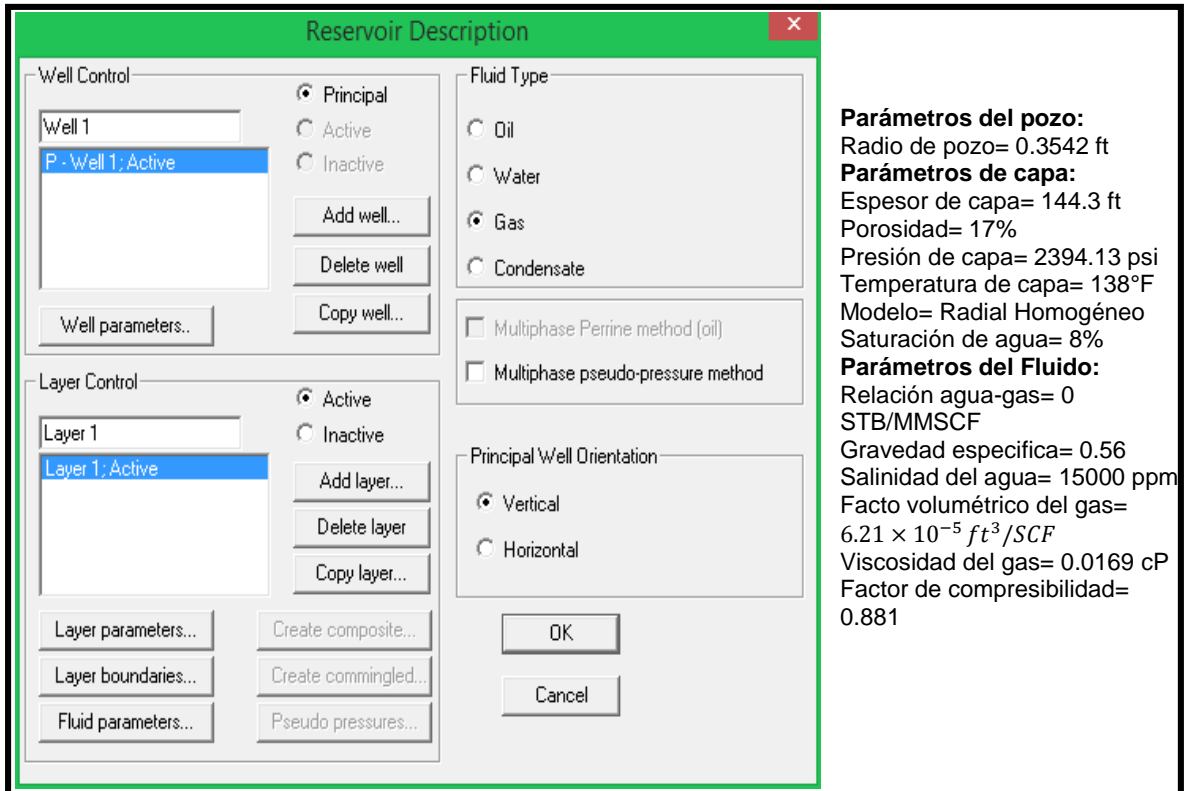 Reservoir Description
x
Well Control
Well 1
P - Well 1; Active
Principal
Active
Inactive
Add well...
Delete well
Copy well...
Well parameters..
Layer Control
Layer 1
Layer 1; Active
Active
Inactive
Add layer...
Delete layer
Copy layer...
Layer parameters...
Create composite...
Layer boundaries...
Create commingled...
Fluid parameters...
Pseudo pressures...
Fluid Type
Oil
Water
Gas
Condensate
Multiphase Perrine method (oil)
Multiphase pseudo-pressure method
Principal Well Orientation
Vertical
Horizontal
OK
Cancel
Parámetros del pozo:
Radio de pozo= 0.3542 ft
Parámetros de capa:
Espesor de capa= 144.3 ft
Porosidad= 17%
Presión de capa= 2394.13 psi
Temperatura de capa= 138°F
Modelo= Radial Homogéneo
Saturación de agua= 8%
Parámetros del Fluido:
Relación agua-gas= 0
STB/MMSCF
Gravedad especifica= 0.56
Salinidad del agua= 15000 ppm
Facto volumétrico del gas=
6.21 × 10⁻⁵ ft³/SCF
Viscosidad del gas= 0.0169 cP
Factor de compresibilidad=
0.881